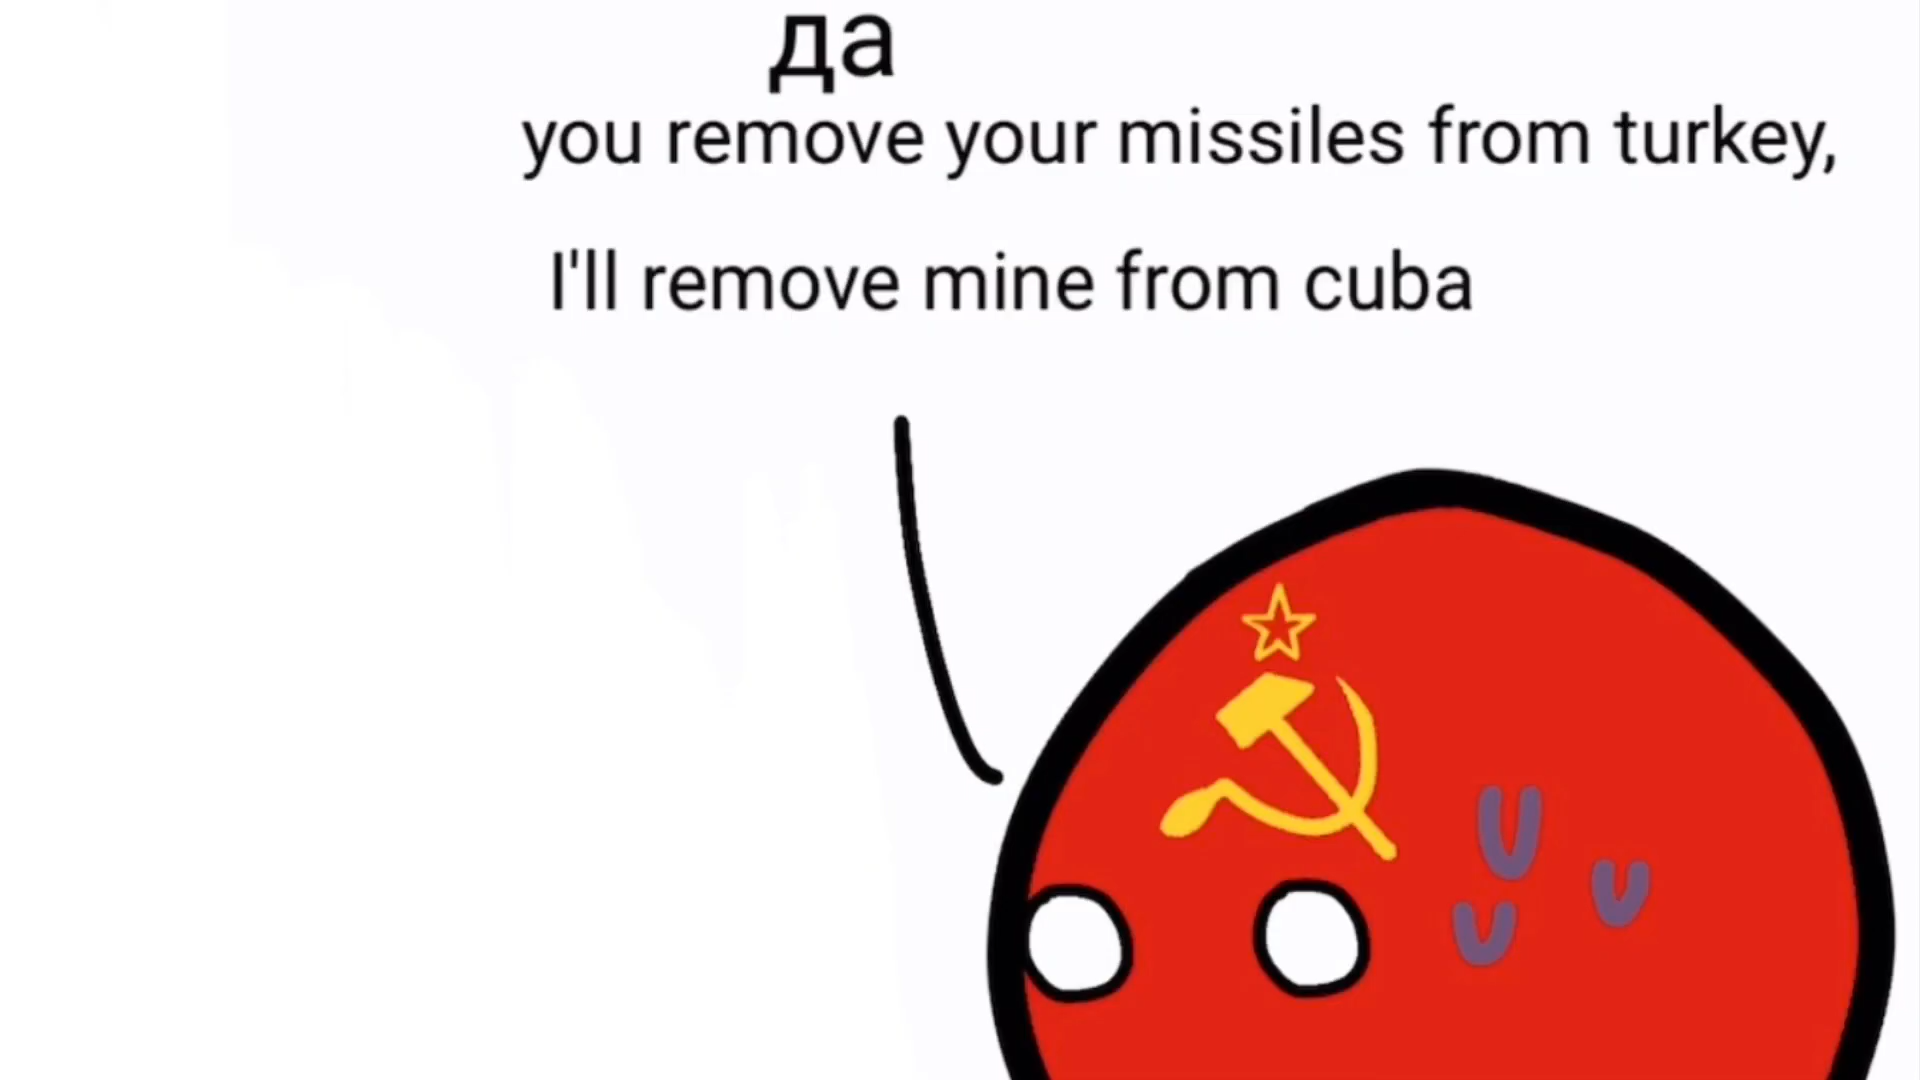 да
you remove your missiles from turkey,
I'll remove mine from cuba